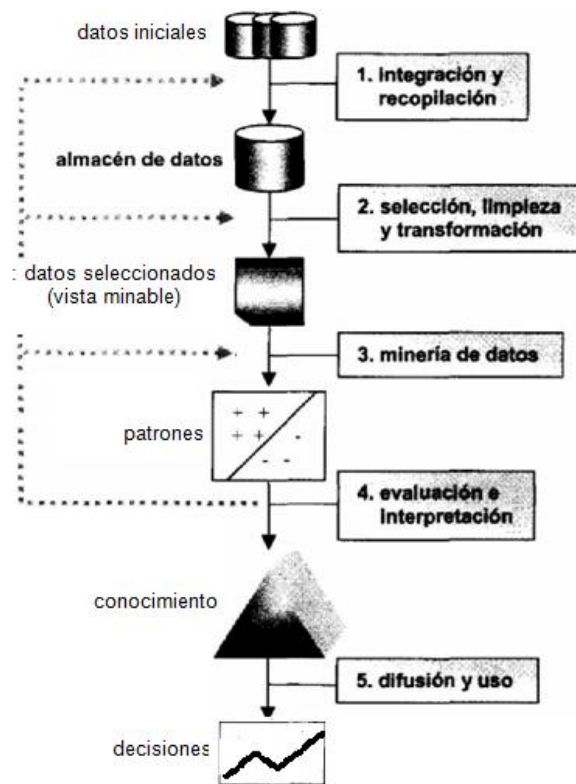 datos iniciales
1. integración y
recopilación
almacén de datos
2. selección, limpieza
y transformación
: datos seleccionados
(vista minable)
3. minería de datos
patrones
+ +
+ + -
- -
4. evaluación e
interpretación
conocimiento
5. difusión y uso
decisiones